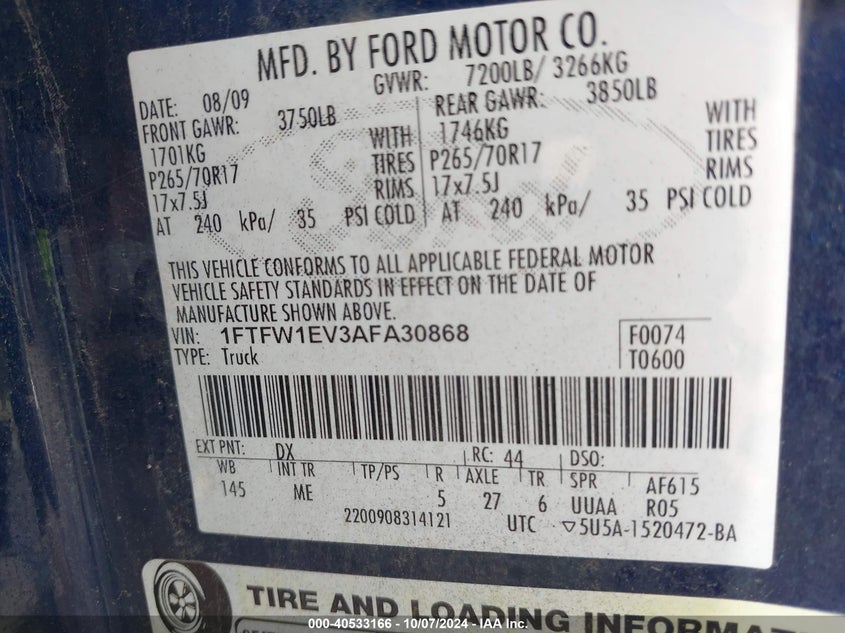 MFD. BY FORD MOTOR CO.
DATE: 08/09 GVWR: 7200LB/ 3266KG
FRONT GAWR: 3750LB REAR GAWR: 3850LB
1701KG WITH 1746KG WITH
P265/70R17 TIRES P265/70R17 TIRES
17x7.5J RIMS 17x7.5J RIMS
AT 240 kPa/ 35 PSI COLD AT 240 kPa/ 35 PSI COLD
THIS VEHICLE CONFORMS TO ALL APPLICABLE FEDERAL MOTOR
VEHICLE SAFETY STANDARDS IN EFFECT ON THE DATE OF
MANUFACTURE SHOWN ABOVE.
VIN: 1FTFW1EV3AFA30868 F0074
TYPE: Truck T0600
EXT PNT: DX RC: 44 DSO:
WB INT TR TP/PS R AXLE TR SPR AF615
145 ME 5 27 6 UUAA R05
2200908314121 UTC ▽5U5A-1520472-BA
TIRE AND LOADING INFORMAT
000-40533166 - 10/07/2024 - IAA Inc.